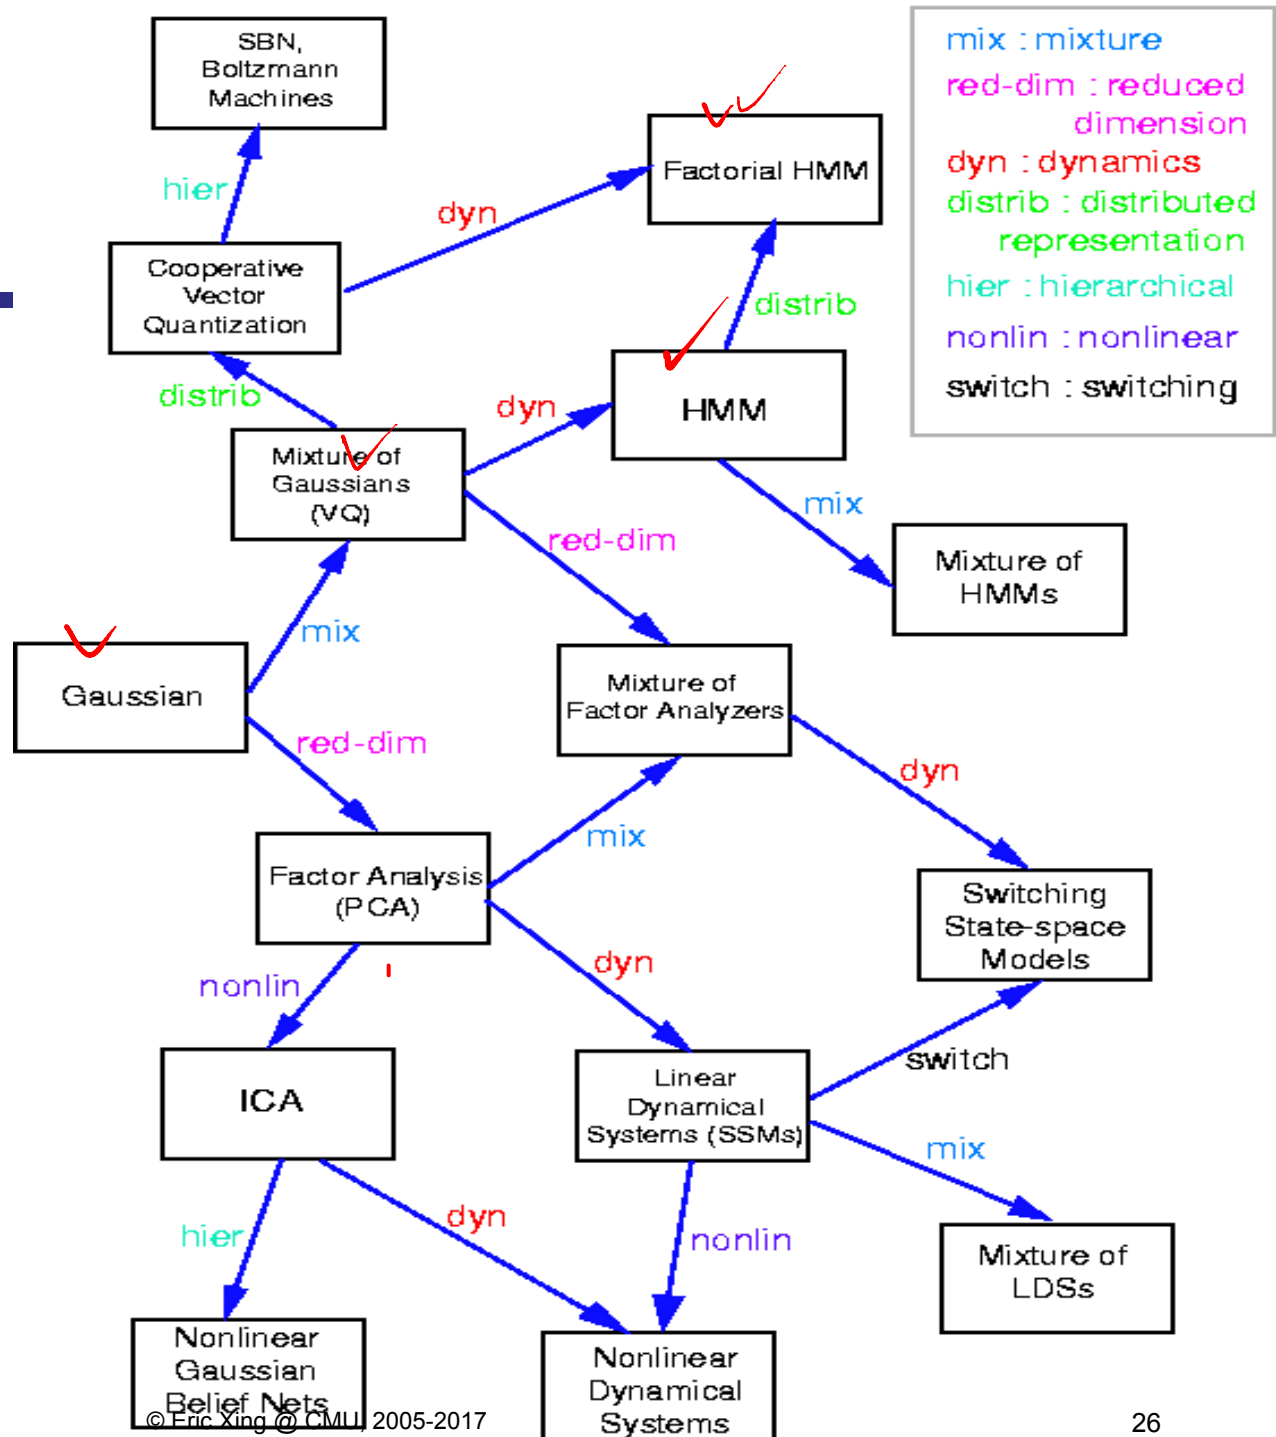 SBN,
Boltzmann
Machines
mix : mixture
red-dim : reduced
dimension
dyn : dynamics
distrib : distributed
representation
hier : hierarchical
nonlin : nonlinear
switch : switching
Factorial HMM
hier
dyn
Cooperative
Vector
Quantization
distrib
distrib
dyn
HMM
Mixture of
Gaussians
(VQ)
mix
red-dim
Mixture of
HMMs
mix
Gaussian
Mixture of
Factor Analyzers
red-dim
dyn
mix
Factor Analysis
(PCA)
Switching
State-space
Models
nonlin
dyn
switch
ICA
Linear
Dynamical
Systems (SSMs)
mix
hier
dyn
nonlin
Mixture of
LDSs
Nonlinear
Gaussian
Belief Nets
Nonlinear
Dynamical
Systems
© Eric Xing @ CMU, 2005-2017
26